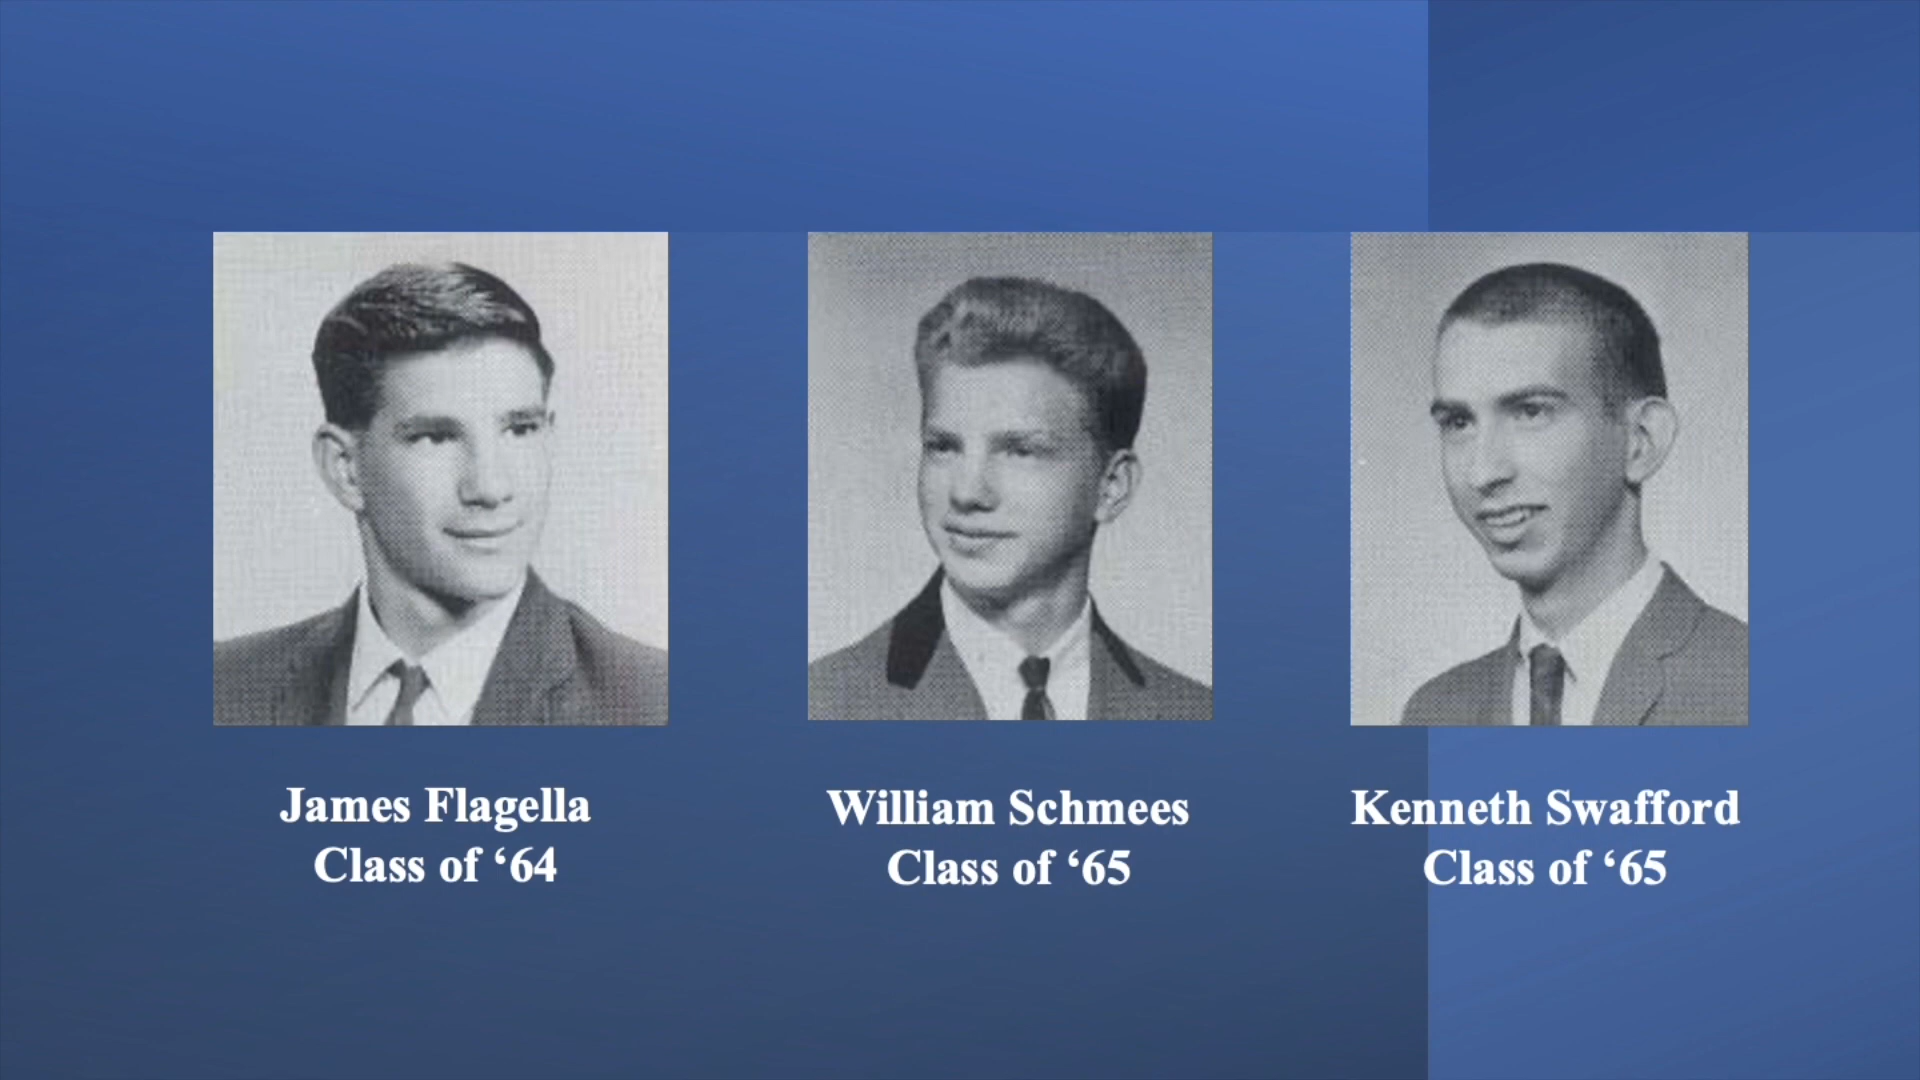 James Flagella
Class of ‘64
William Schmees
Class of ‘65
Kenneth Swafford
Class of ‘65